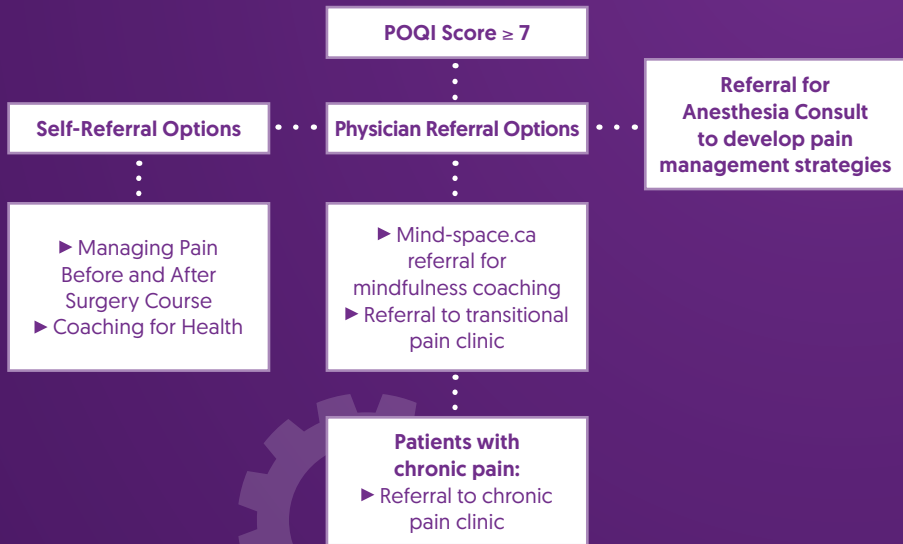 POQI Score ≥ 7
Self-Referral Options
Physician Referral Options
Referral for
Anesthesia Consult
to develop pain
management strategies
► Managing Pain
Before and After
Surgery Course
► Coaching for Health
► Mind-space.ca
referral for
mindfulness coaching
► Referral to transitional
pain clinic
Patients with
chronic pain:
► Referral to chronic
pain clinic